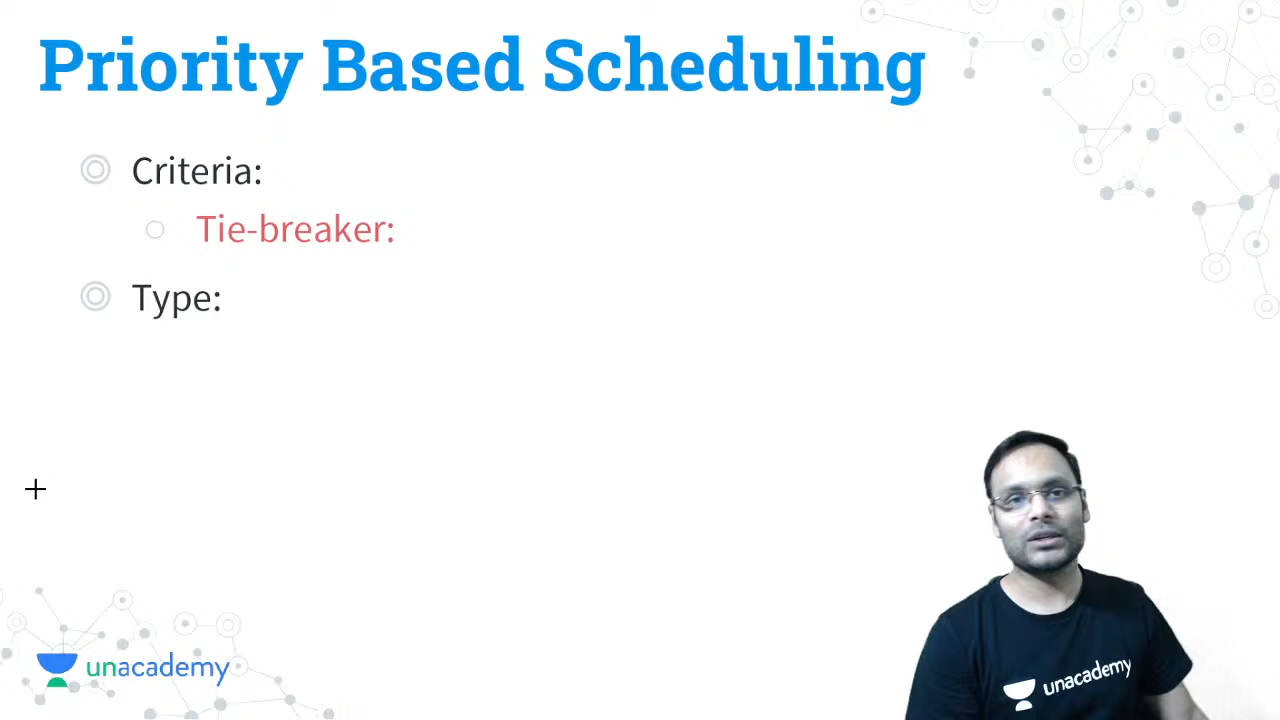 Priority Based Scheduling
Criteria:
Tie-breaker:
Type:
unacademy
unacademy